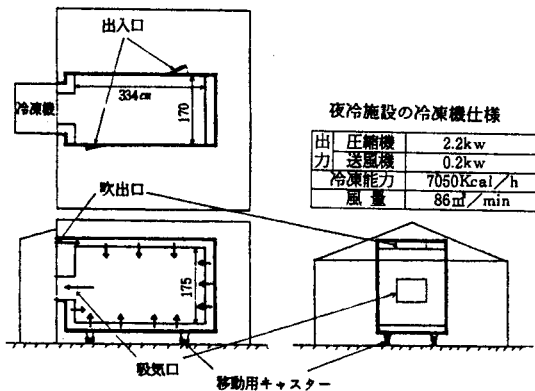 出入口
冷凍機
334㎝
170
夜冷施設の冷凍機仕様
出力 圧縮機 2.2kw
送風機 0.2kw
冷凍能力 7050Kcal/h
風量 86㎥/min
吹出口
175
吸気口
移動用キャスター